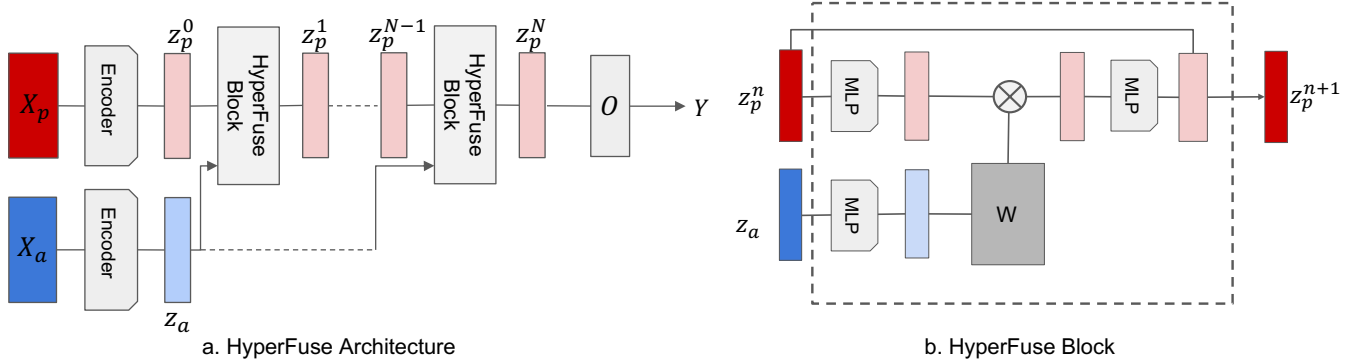 z_p^0
z_p^1
z_p^{N-1}
z_p^N
X_p
Encoder
HyperFuse
Block
HyperFuse
Block
O
Y
X_a
Encoder
z_a
a. HyperFuse Architecture
z_p^n
MLP
MLP
z_p^{n+1}
z_a
MLP
W
b. HyperFuse Block